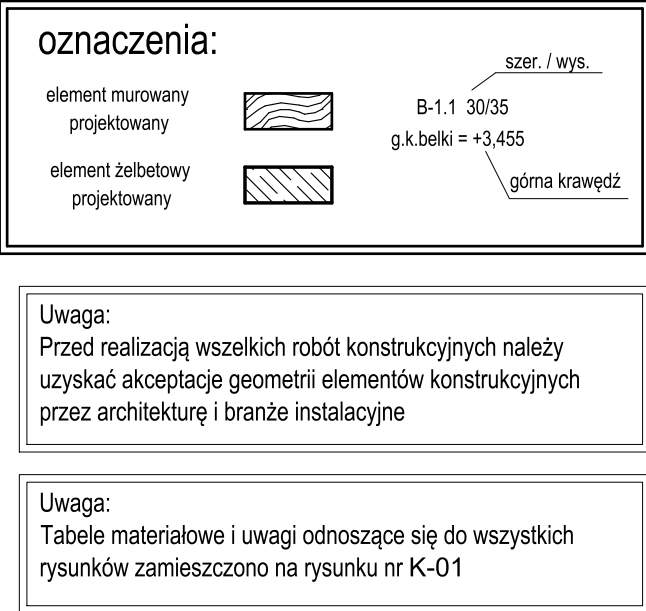 oznaczenia:
element murowany
projektowany
element żelbetowy
projektowany
szer. / wys.
B-1.1 30/35
g.k.belki = +3,455
górna krawędź
Uwaga:
Przed realizacją wszelkich robót konstrukcyjnych należy
uzyskać akceptacje geometrii elementów konstrukcyjnych
przez architekturę i branże instalacyjne
Uwaga:
Tabele materiałowe i uwagi odnoszące się do wszystkich
rysunków zamieszczono na rysunku nr K-01